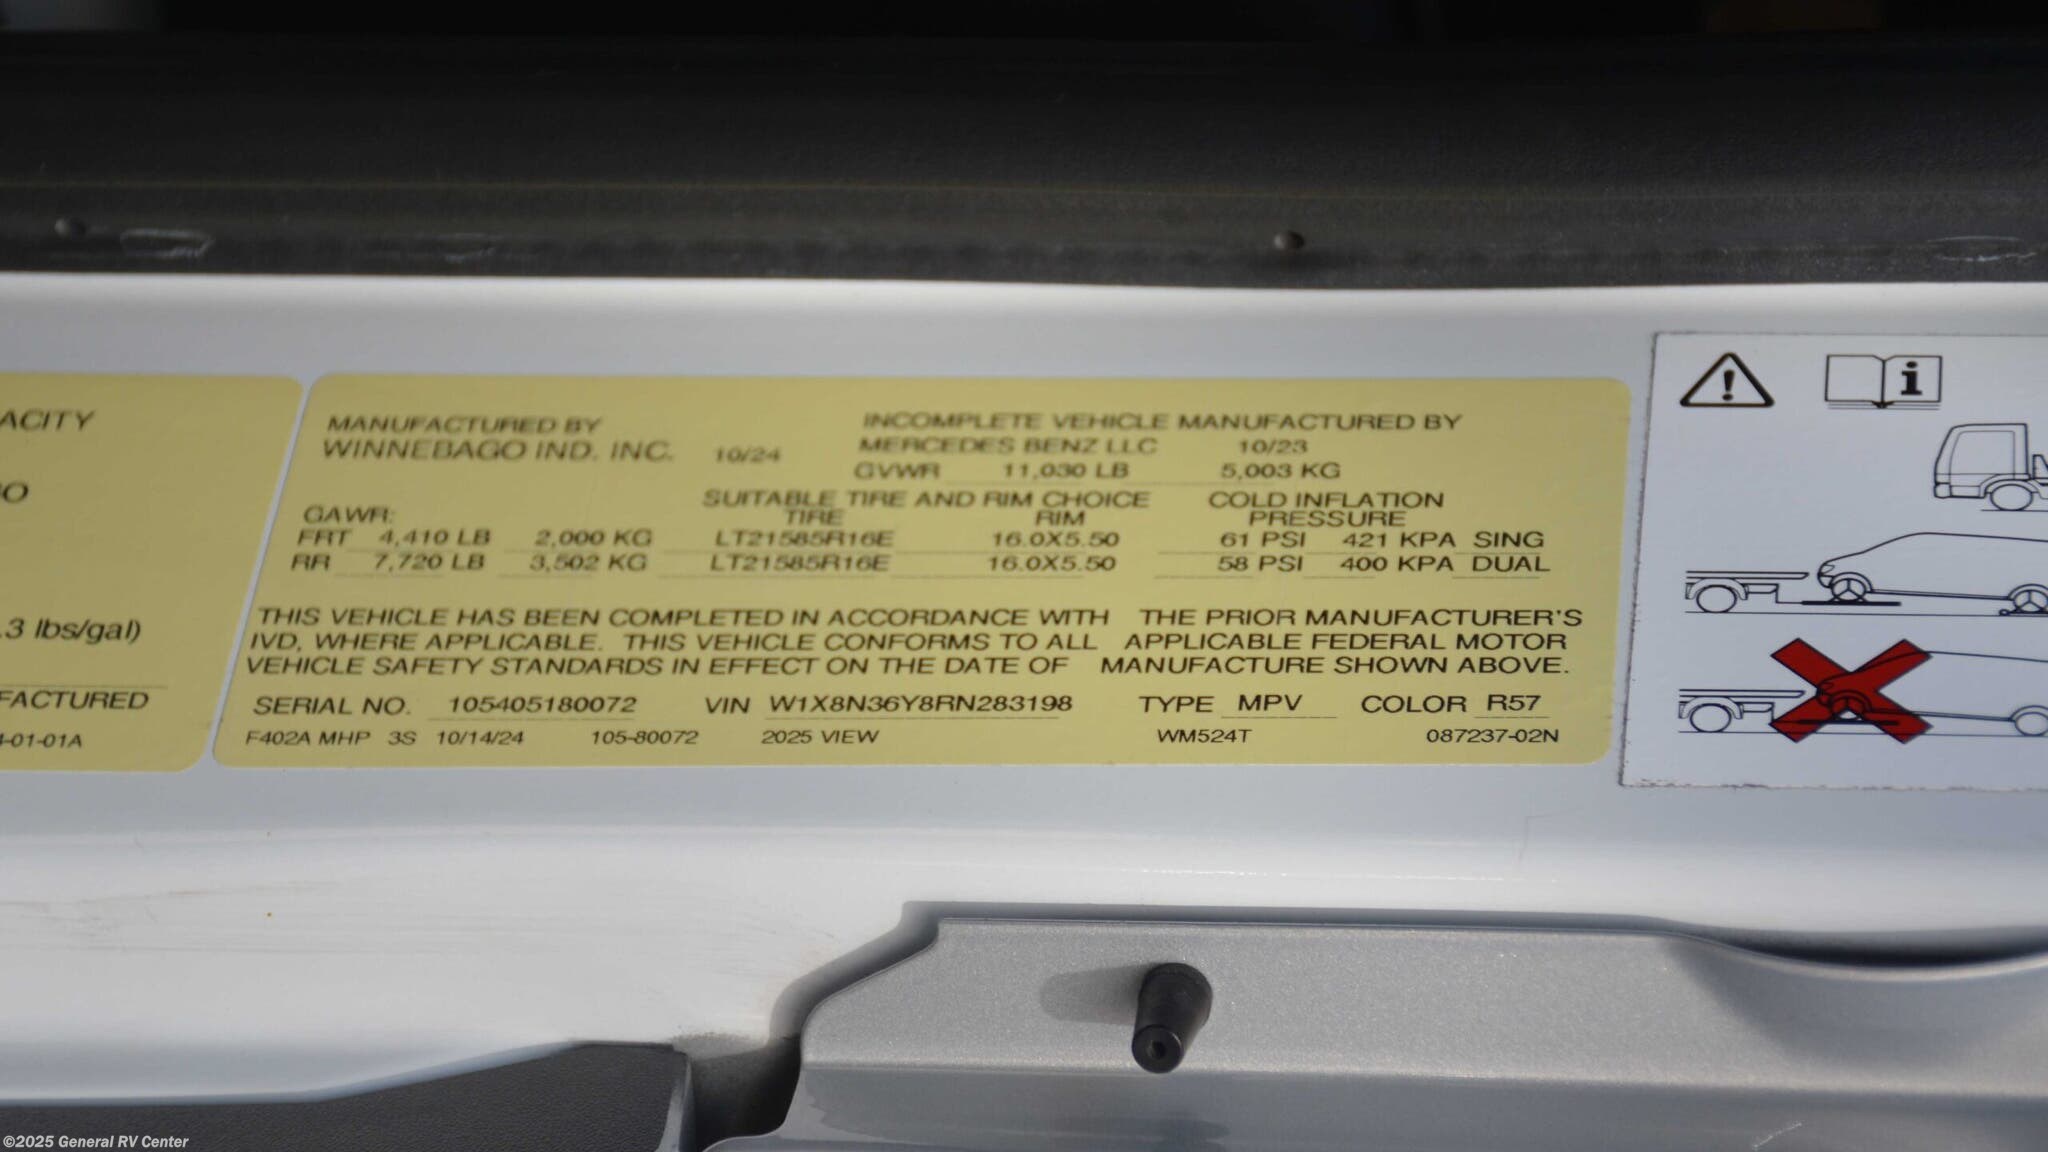 ACITY
.3 lbs/gal)
FACTURED
4-01-01A
MANUFACTURED BY
WINNEBAGO IND. INC. 10/24
INCOMPLETE VEHICLE MANUFACTURED BY
MERCEDES BENZ LLC 10/23
GVWR 11,030 LB 5,003 KG
SUITABLE TIRE AND RIM CHOICE COLD INFLATION
GAWR: TIRE RIM PRESSURE
FRT 4,410 LB 2,000 KG LT21585R16E 16.0X5.50 61 PSI 421 KPA SING
RR 7,720 LB 3,502 KG LT21585R16E 16.0X5.50 58 PSI 400 KPA DUAL
THIS VEHICLE HAS BEEN COMPLETED IN ACCORDANCE WITH THE PRIOR MANUFACTURER'S
IVD, WHERE APPLICABLE. THIS VEHICLE CONFORMS TO ALL APPLICABLE FEDERAL MOTOR
VEHICLE SAFETY STANDARDS IN EFFECT ON THE DATE OF MANUFACTURE SHOWN ABOVE.
SERIAL NO. 105405180072 VIN W1X8N36Y8RN283198 TYPE MPV COLOR R57
F402A MHP 3S 10/14/24 105-80072 2025 VIEW WM524T 087237-02N
©2025 General RV Center